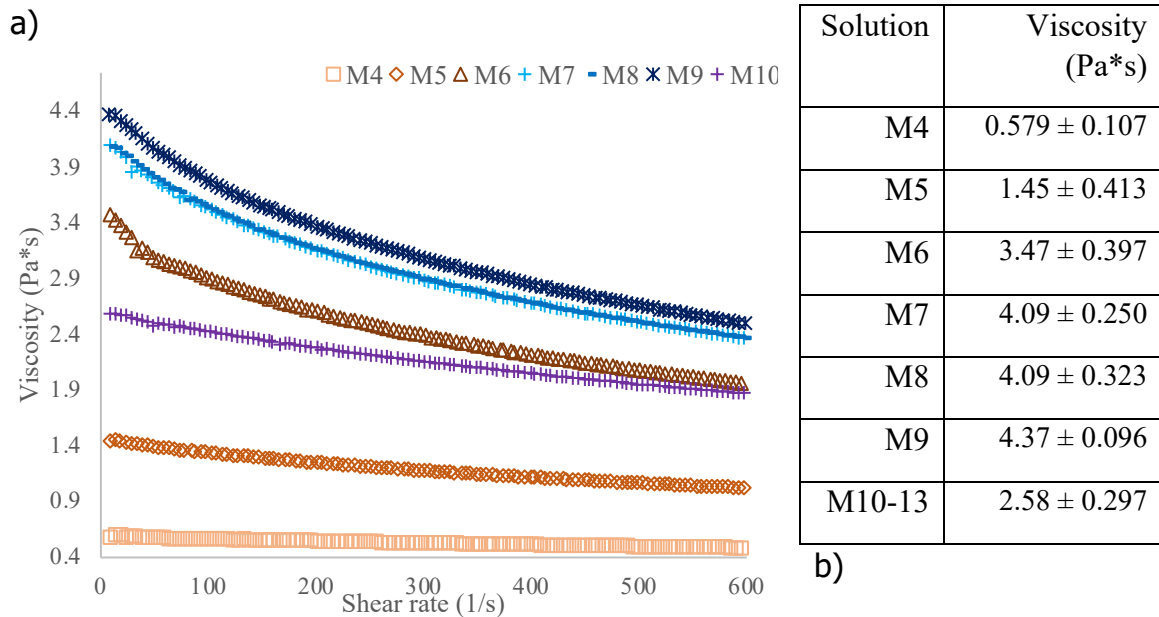 a)
M4 M5 M6 M7 M8 M9 M10
Viscosity (Pa*s)
4.4
3.9
3.4
2.9
2.4
1.9
1.4
0.9
0.4
0 100 200 300 400 500 600
Shear rate (1/s)
Solution Viscosity
(Pa*s)
M4 0.579 ± 0.107
M5 1.45 ± 0.413
M6 3.47 ± 0.397
M7 4.09 ± 0.250
M8 4.09 ± 0.323
M9 4.37 ± 0.096
M10-13 2.58 ± 0.297
b)